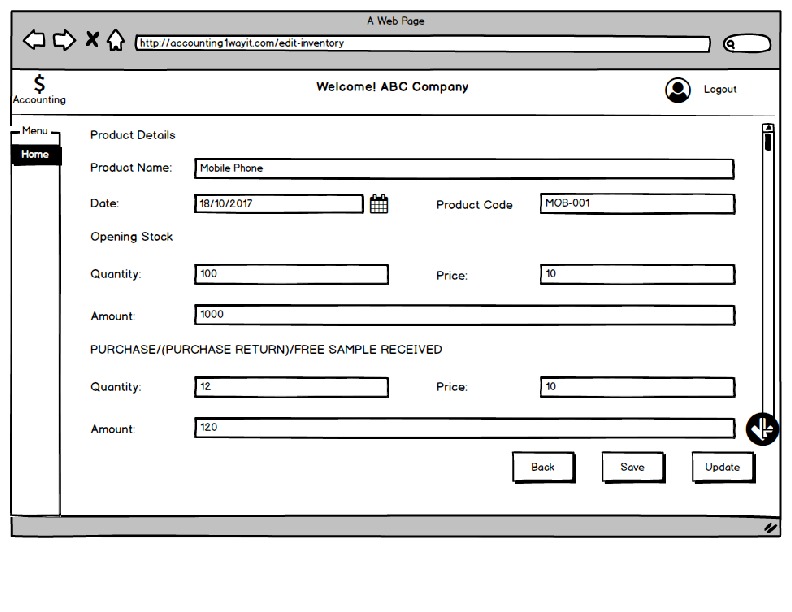 A Web Page
http://accounting1wayit.com/edit-inventory
$
Accounting
Welcome! ABC Company
Logout
Menu
Home
Product Details
Product Name: Mobile Phone
Date: 18/10/2017 Product Code MOB-001
Opening Stock
Quantity: 100 Price: 10
Amount: 1000
PURCHASE/(PURCHASE RETURN)/FREE SAMPLE RECEIVED
Quantity: 12 Price: 10
Amount: 120
Back Save Update